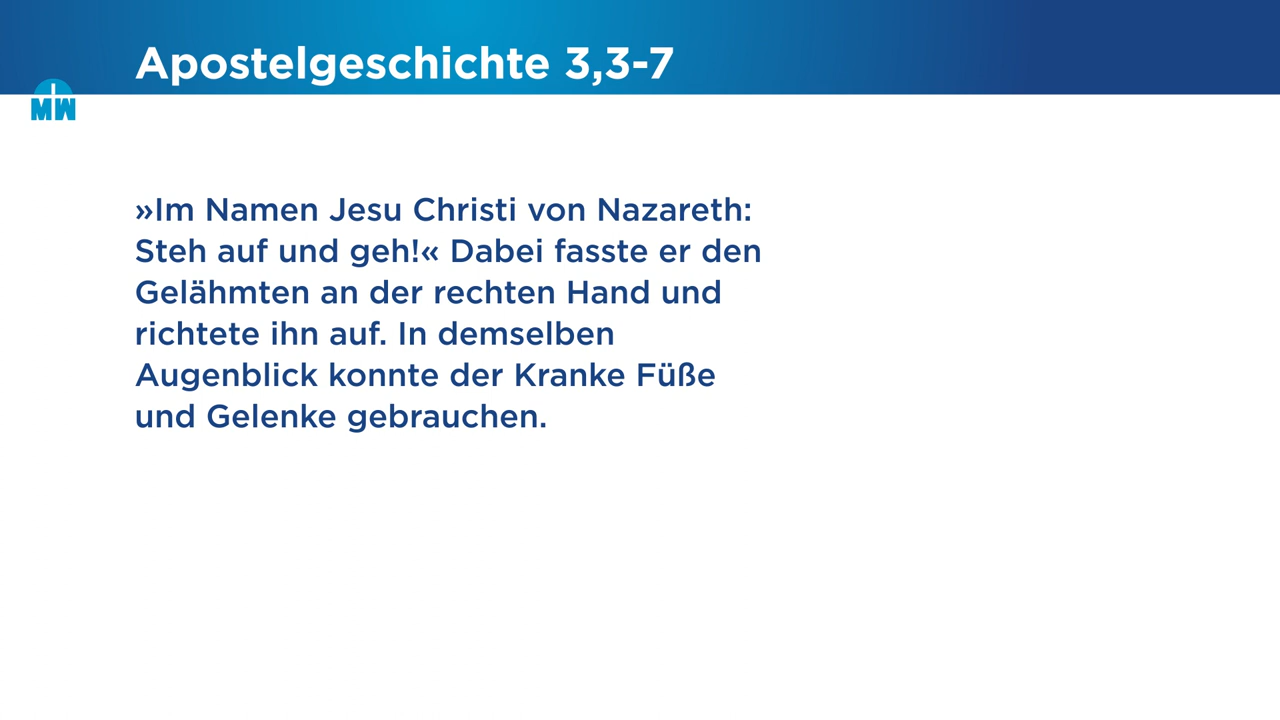 Apostelgeschichte 3,3-7
MW
»Im Namen Jesu Christi von Nazareth:
Steh auf und geh!« Dabei fasste er den
Gelähmten an der rechten Hand und
richtete ihn auf. In demselben
Augenblick konnte der Kranke Füße
und Gelenke gebrauchen.